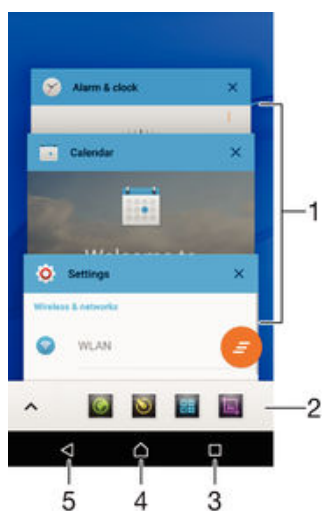 Alarm & clock
Calendar
Welcome to
Settings
Wireless & networks
WLAN
1
2
5
4
3